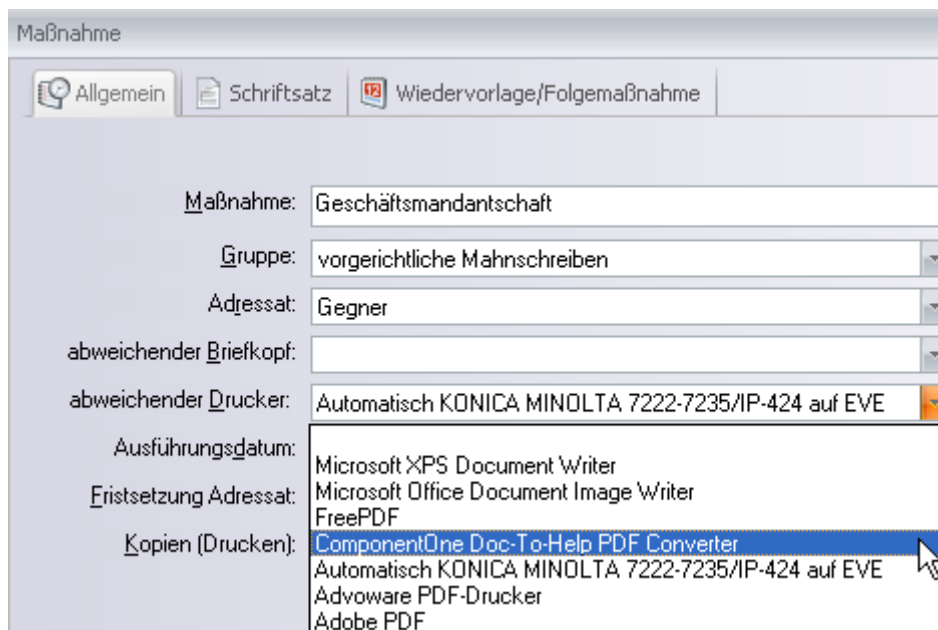 Maßnahme
Allgemein Schriftsatz 12 Wiedervorlage/Folgemaßnahme
Maßnahme: Geschäftsmandantschaft
Gruppe: vorgerichtliche Mahnschreiben
Adressat: Gegner
abweichender Briefkopf:
abweichender Drucker: Automatisch KONICA MINOLTA 7222-7235/IP-424 auf EVE
Ausführungsdatum:
Microsoft XPS Document Writer
Fristsetzung Adressat: Microsoft Office Document Image Writer
FreePDF
Kopien (Drucken): ComponentOne Doc-To-Help PDF Converter
Automatisch KONICA MINOLTA 7222-7235/IP-424 auf EVE
Advoware PDF-Drucker
Adobe PDF